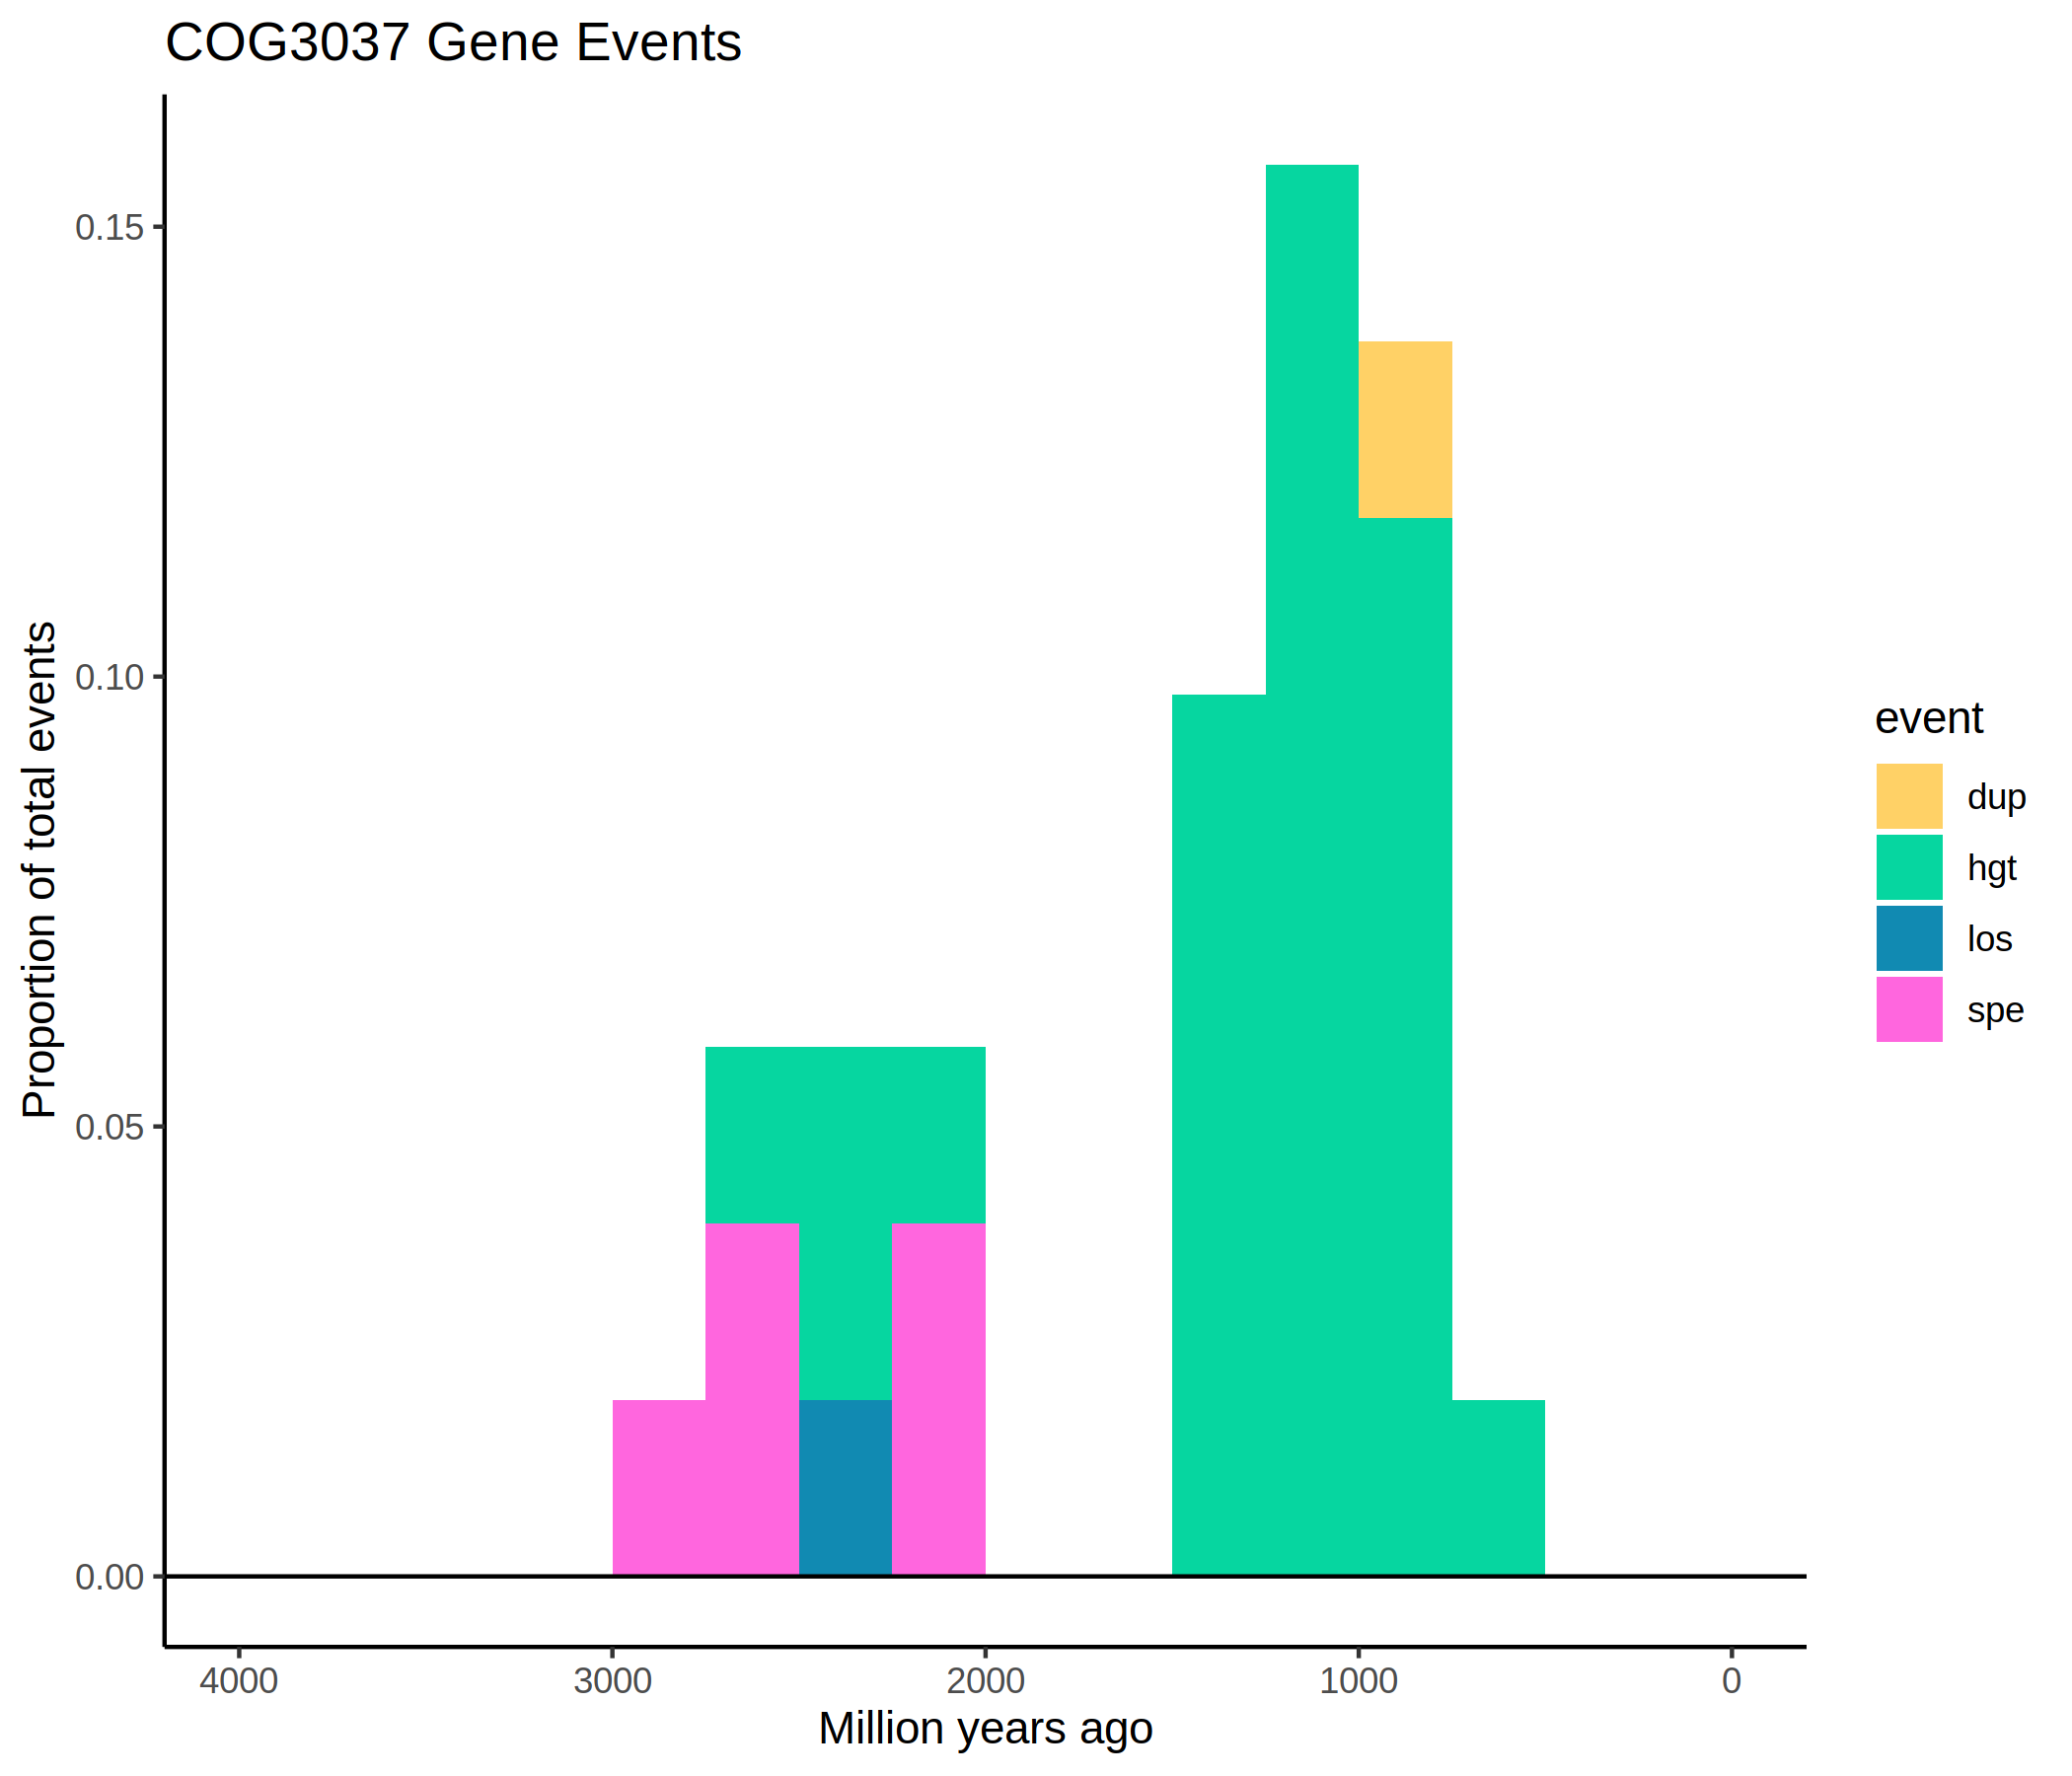 COG3037 Gene Events
Proportion of total events
0.15
0.10
0.05
0.00
4000 3000 2000 1000 0
Million years ago
event
dup
hgt
los
spe